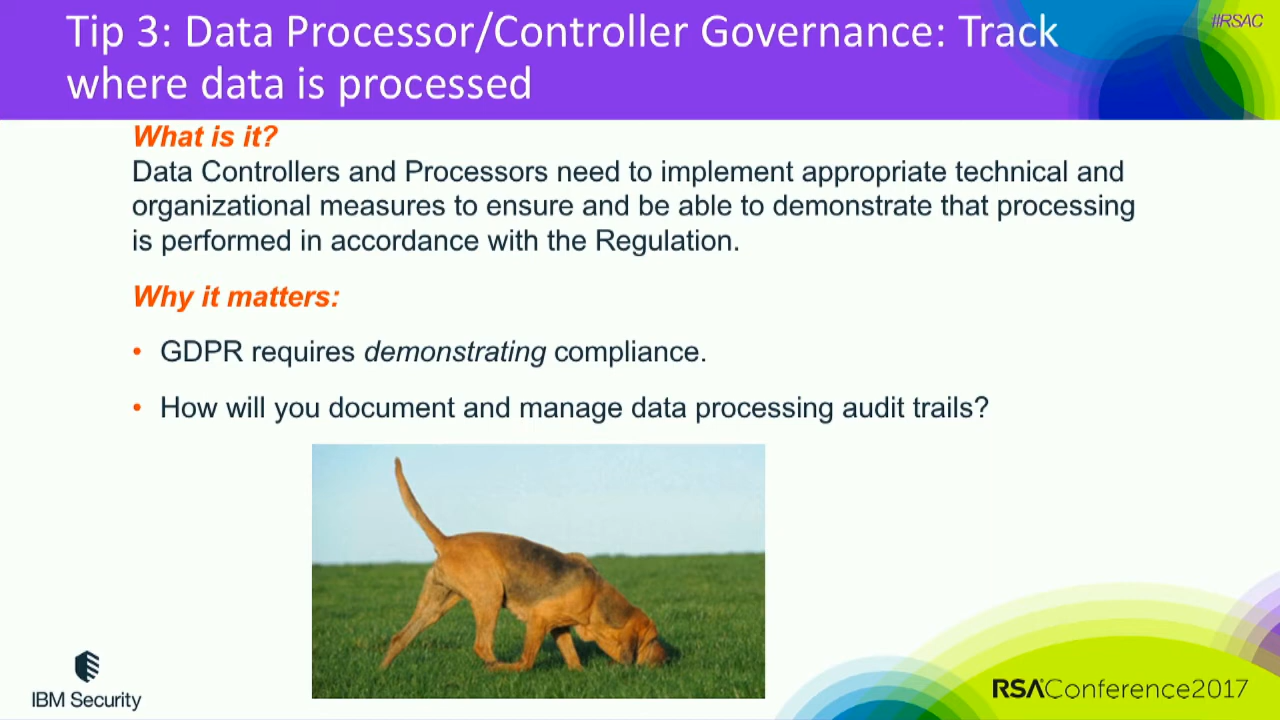 Tip 3: Data Processor/Controller Governance: Track
where data is processed
#RSAC
What is it?
Data Controllers and Processors need to implement appropriate technical and
organizational measures to ensure and be able to demonstrate that processing
is performed in accordance with the Regulation.
Why it matters:
• GDPR requires demonstrating compliance.
• How will you document and manage data processing audit trails?
IBM Security
RSAConference2017